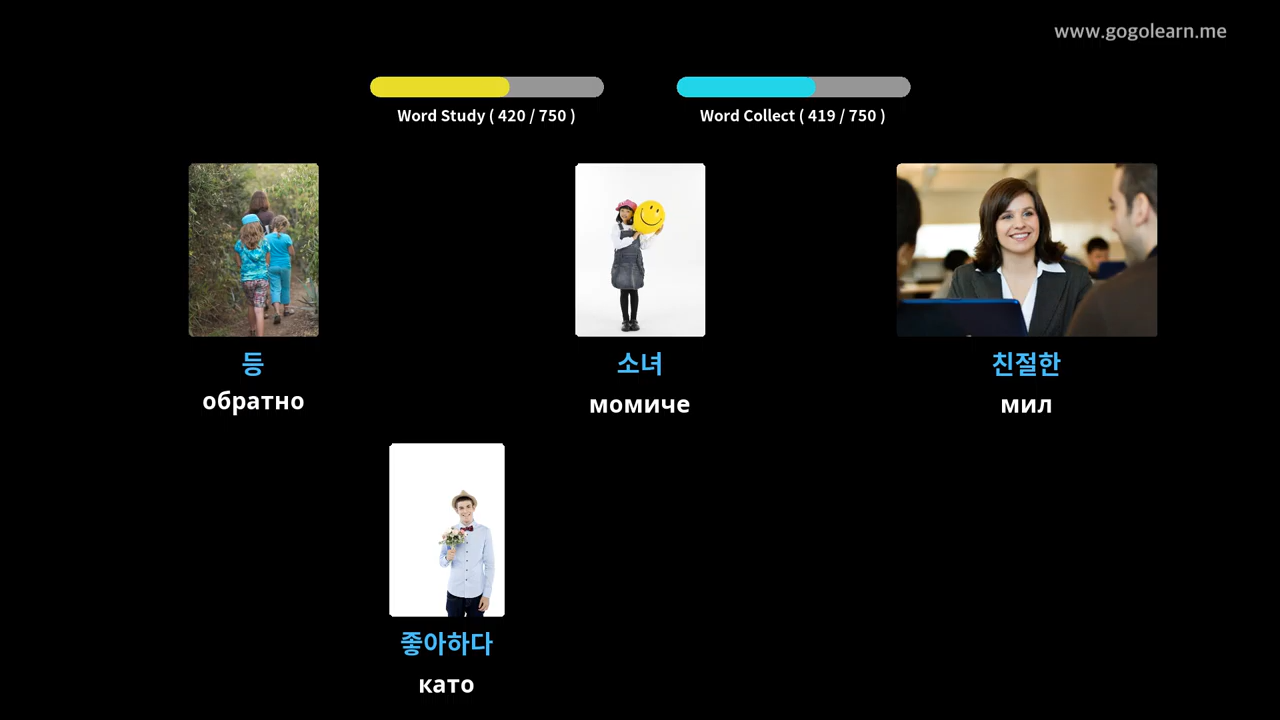 www.gogolearn.me
Word Study ( 420 / 750 )
Word Collect ( 419 / 750 )
등
обратно
소녀
момиче
친절한
мил
좋아하다
като